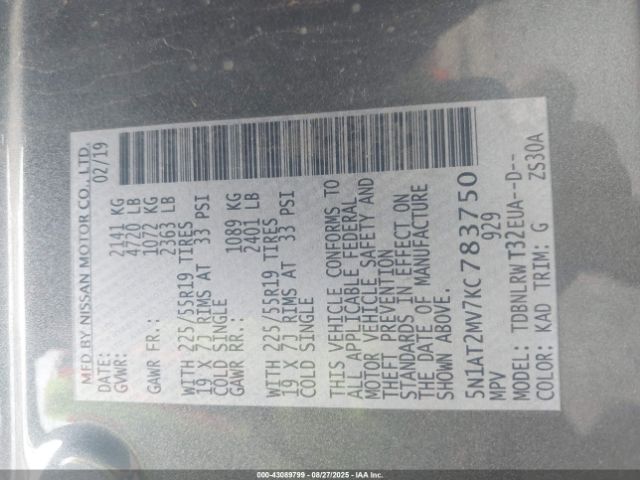 MFD BY NISSAN MOTOR CO., LTD.
DATE: 02/19
GVWR: 2141 KG
4720 LB
GAWR FR.: 1072 KG
2363 LB
WITH 225/55R19 TIRES
19 X 7J RIMS AT 33 PSI
COLD SINGLE
GAWR RR.: 1089 KG
2401 LB
WITH 225/55R19 TIRES
19 X 7J RIMS AT 33 PSI
COLD SINGLE
THIS VEHICLE CONFORMS TO
ALL APPLICABLE FEDERAL
MOTOR VEHICLE SAFETY AND
THEFT PREVENTION
STANDARDS IN EFFECT ON
THE DATE OF MANUFACTURE
SHOWN ABOVE.
5N1AT2MV7KC783750
MPV 929
MODEL: TDBNLRW T32EUA--D--
COLOR: KAD TRIM: G ZS30A
000-43089799 - 08/27/2025 - IAA Inc.